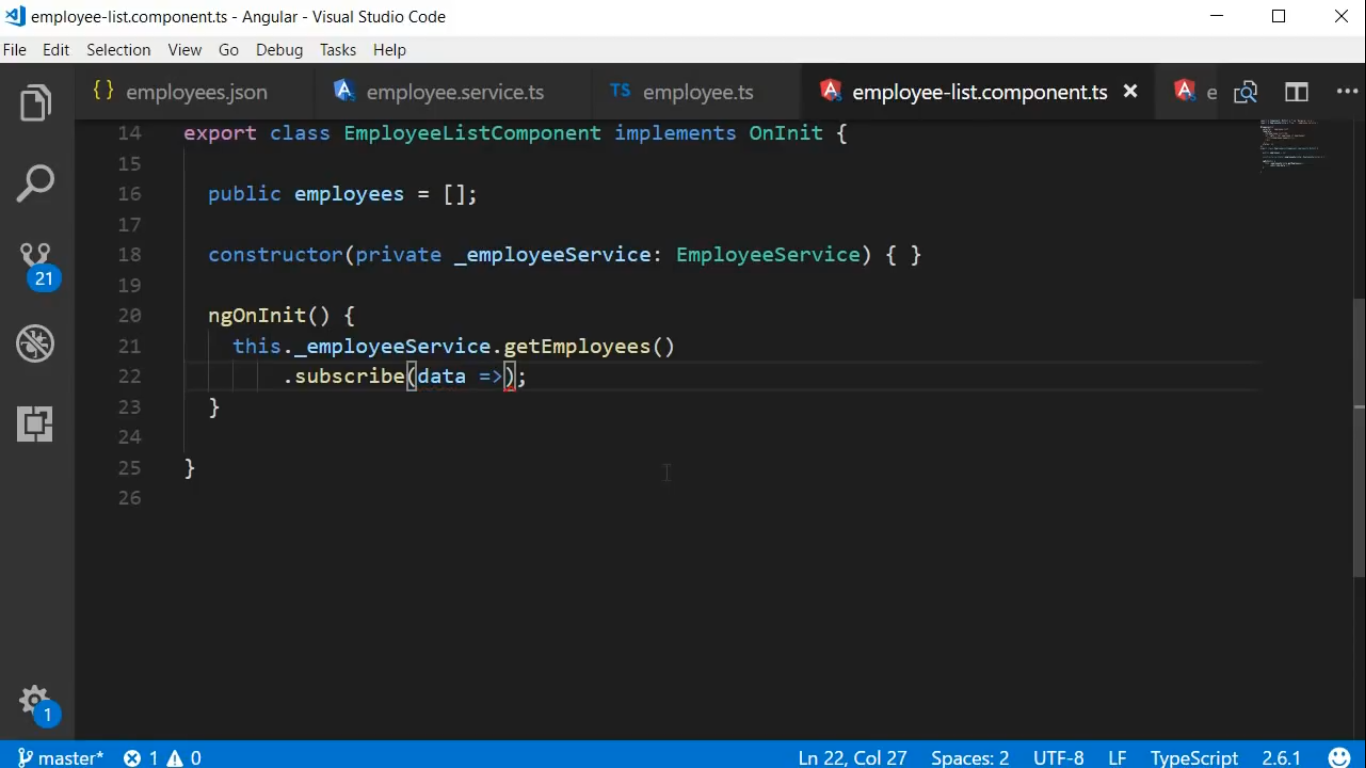 employee-list.component.ts - Angular - Visual Studio Code
File Edit Selection View Go Debug Tasks Help
{} employees.json employee.service.ts TS employee.ts employee-list.component.ts e
14 export class EmployeeListComponent implements OnInit {
15
16 public employees = [];
17
18 constructor(private _employeeService: EmployeeService) { }
19
20 ngOnInit() {
21 this._employeeService.getEmployees()
22 .subscribe(data =>);
23 }
24
25 }
26
21
1
master* 1 0 Ln 22, Col 27 Spaces: 2 UTF-8 LF TypeScript 2.6.1